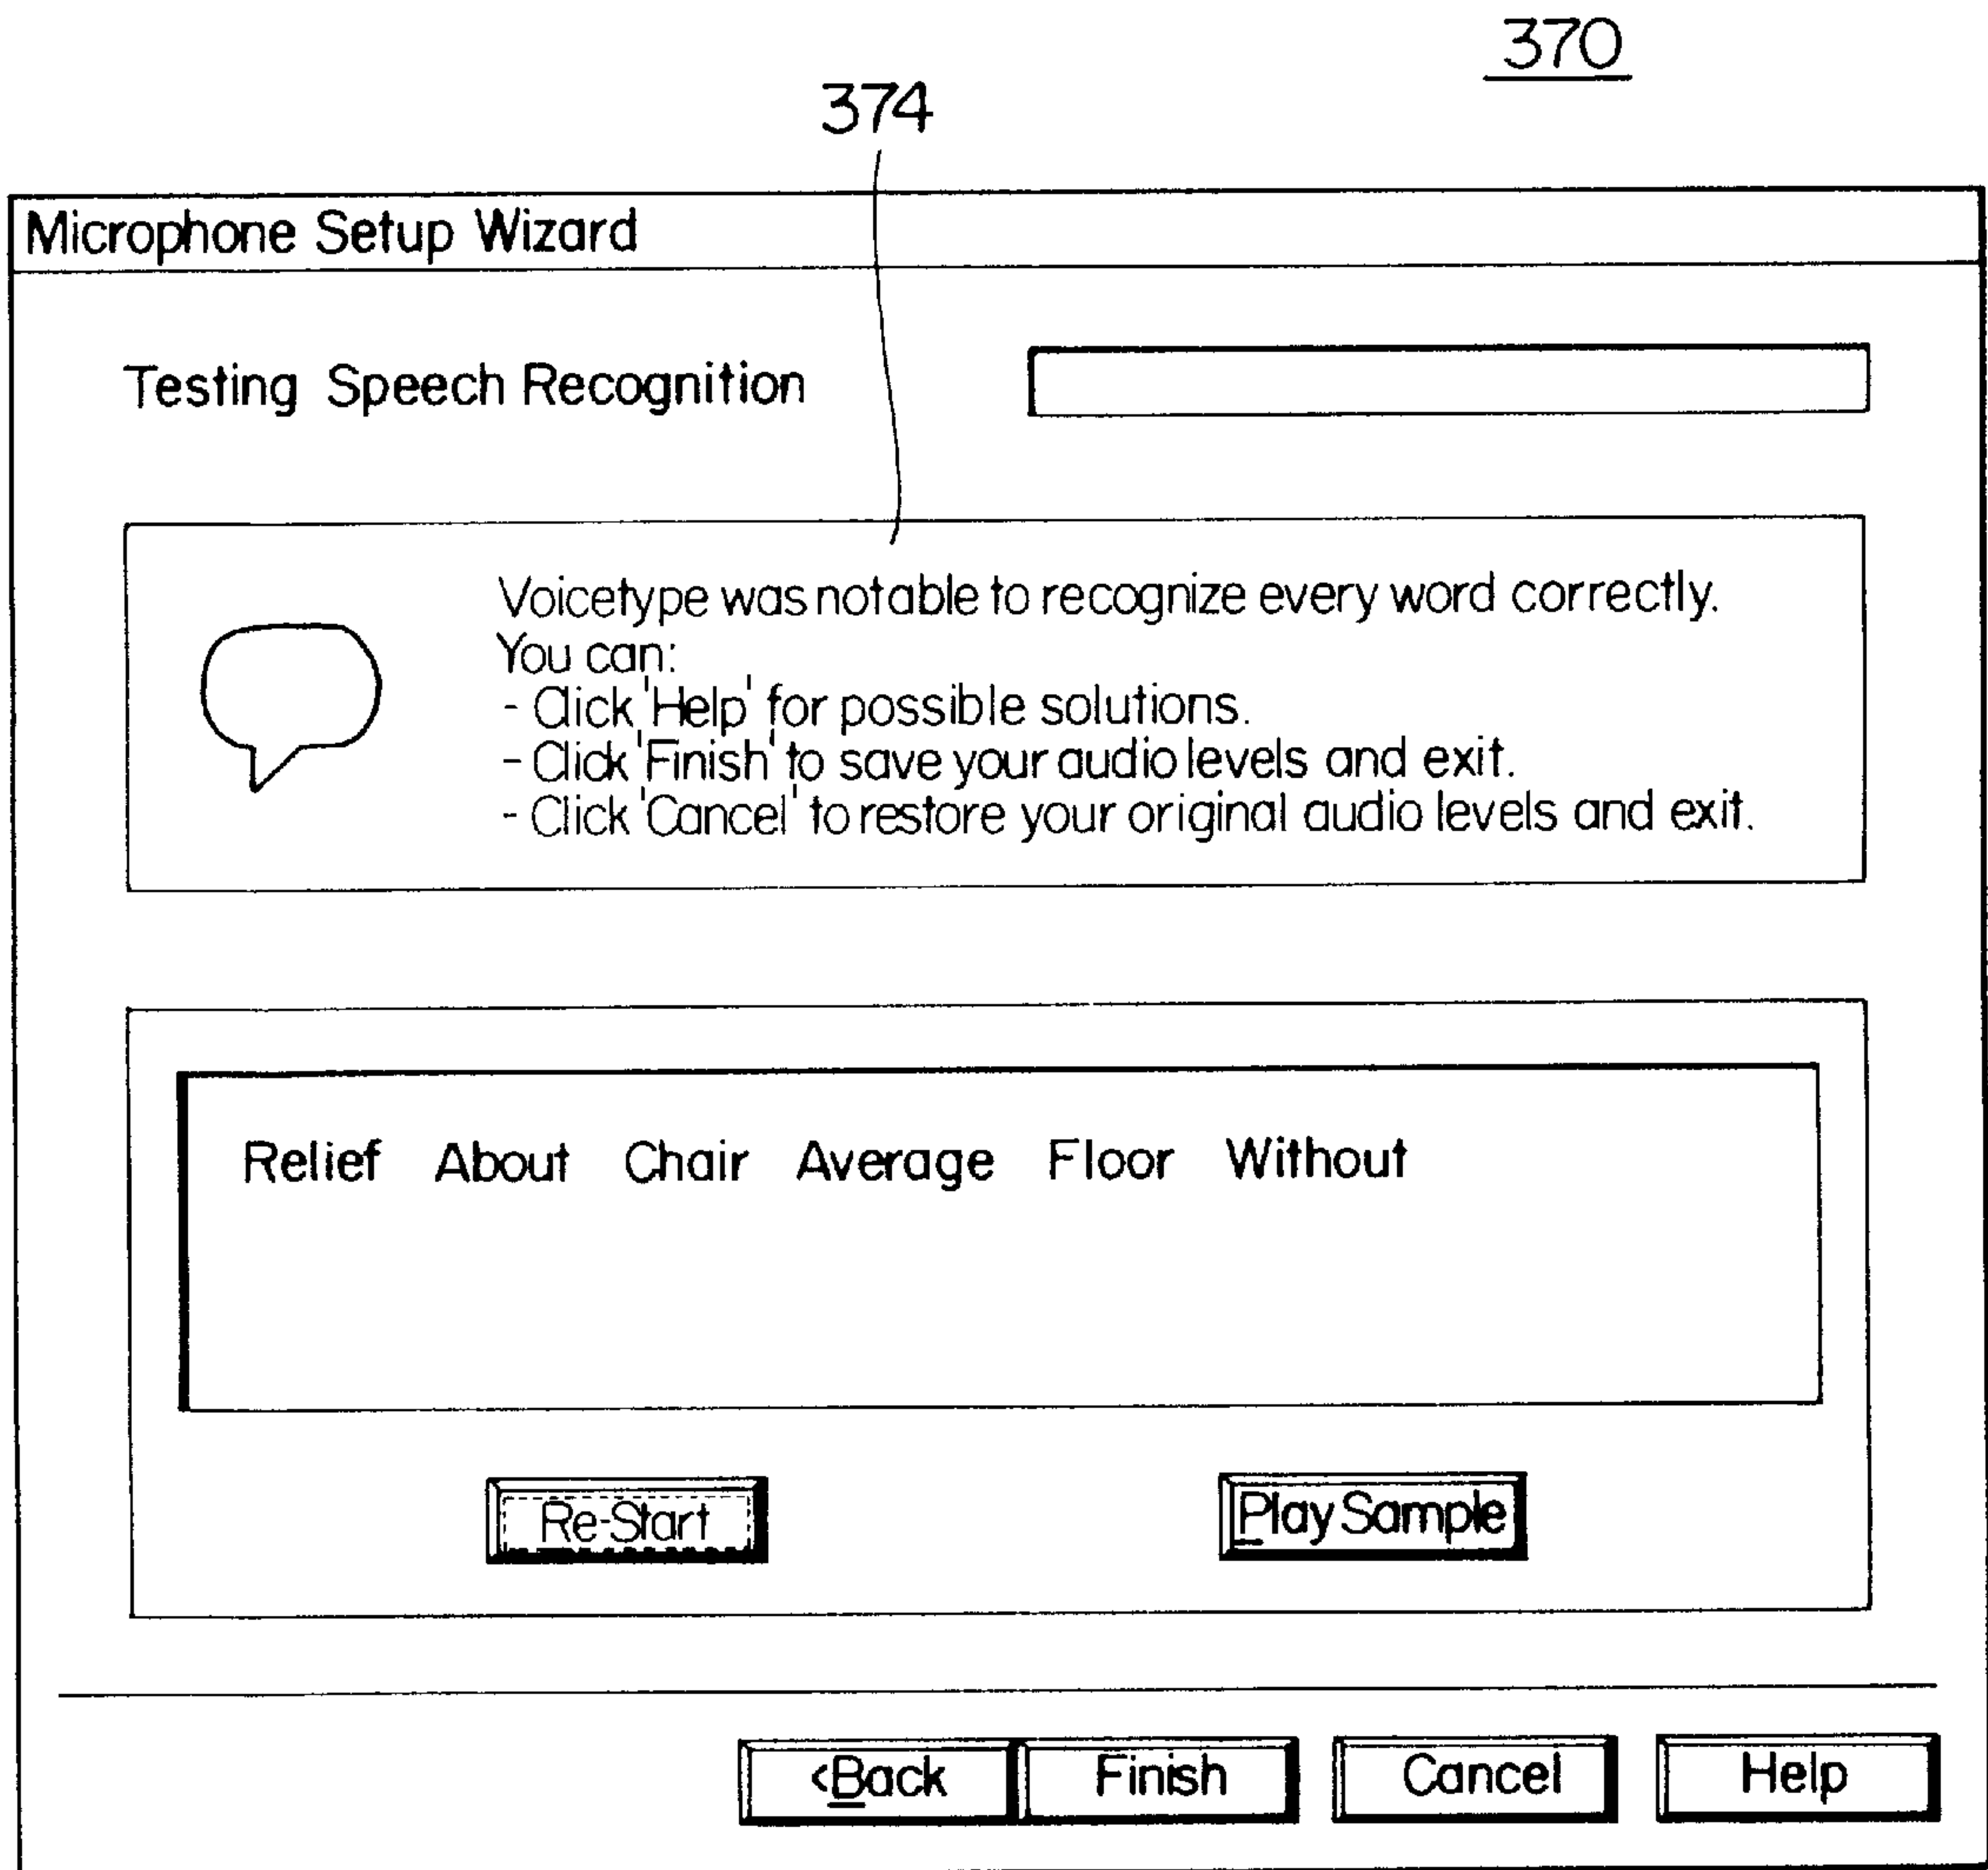 370
374
Microphone Setup Wizard
Testing Speech Recognition
Voicetype was notable to recognize every word correctly.
You can:
- Click 'Help' for possible solutions.
- Click 'Finish' to save your audio levels and exit.
- Click 'Cancel' to restore your original audio levels and exit.
Relief About Chair Average Floor Without
Re-Start Play Sample
<Back Finish Cancel Help